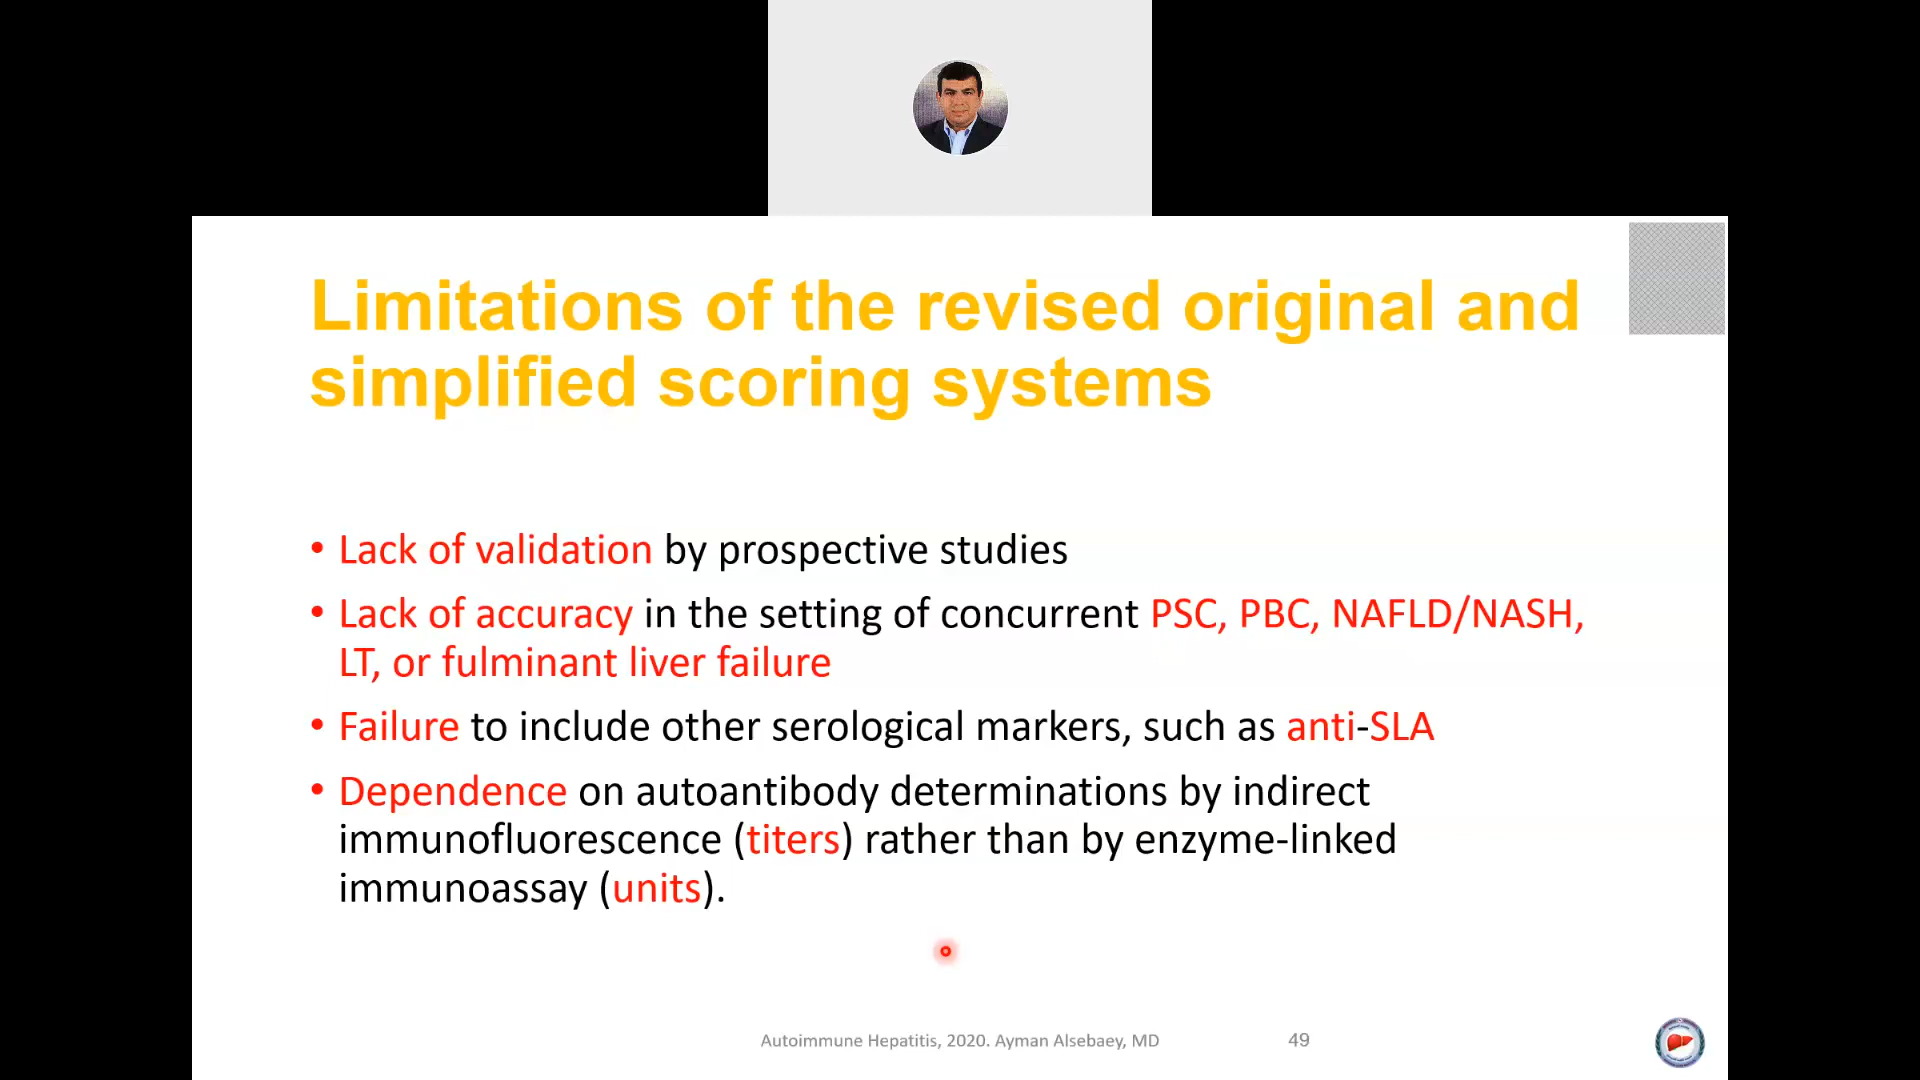 Limitations of the revised original and
simplified scoring systems
• Lack of validation by prospective studies
• Lack of accuracy in the setting of concurrent PSC, PBC, NAFLD/NASH,
LT, or fulminant liver failure
• Failure to include other serological markers, such as anti-SLA
• Dependence on autoantibody determinations by indirect
immunofluorescence (titers) rather than by enzyme-linked
immunoassay (units).
Autoimmune Hepatitis, 2020. Ayman Alsebaey, MD
49